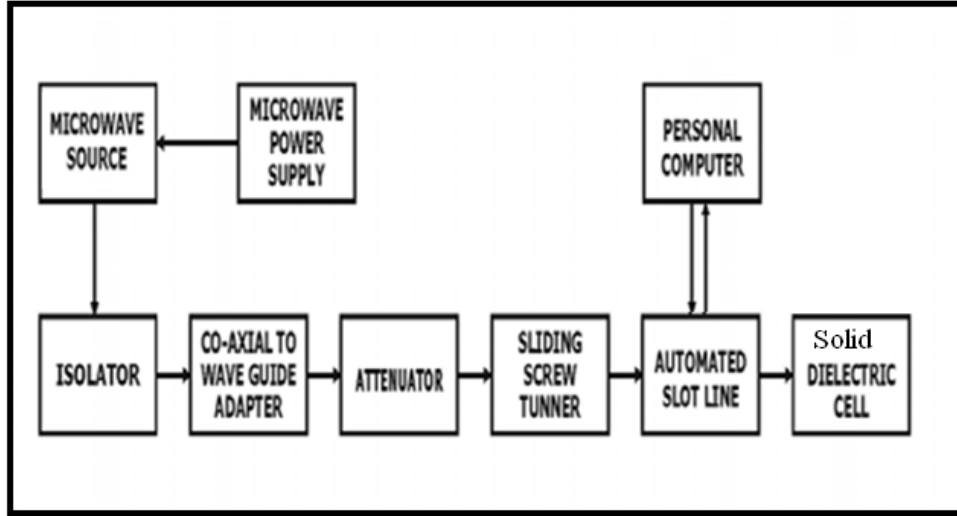 MICROWAVE
SOURCE
MICROWAVE
POWER
SUPPLY
PERSONAL
COMPUTER
ISOLATOR
CO-AXIAL TO
WAVE GUIDE
ADAPTER
ATTENUATOR
SLIDING
SCREW
TUNNER
AUTOMATED
SLOT LINE
Solid
DIELECTRIC
CELL